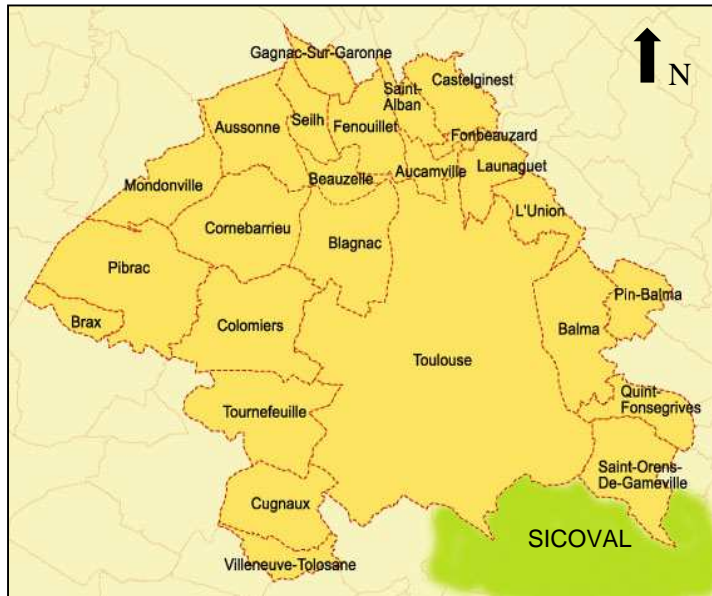 Gagnac-Sur-Garonne
N
Castelginest
Saint-
Alban
Seilh
Aussonne
Fenouillet
Fonbeauzard
Launaguet
Aucamville
Beauzelle
Mondonville
L'Union
Cornebarrieu
Blagnac
Pibrac
Pin-Balma
Brax
Colomiers
Balma
Toulouse
Quint-
Fonsegrives
Tournefeuille
Saint-Orens-
De-Gameville
Cugnaux
SICOVAL
Villeneuve-Tolosane